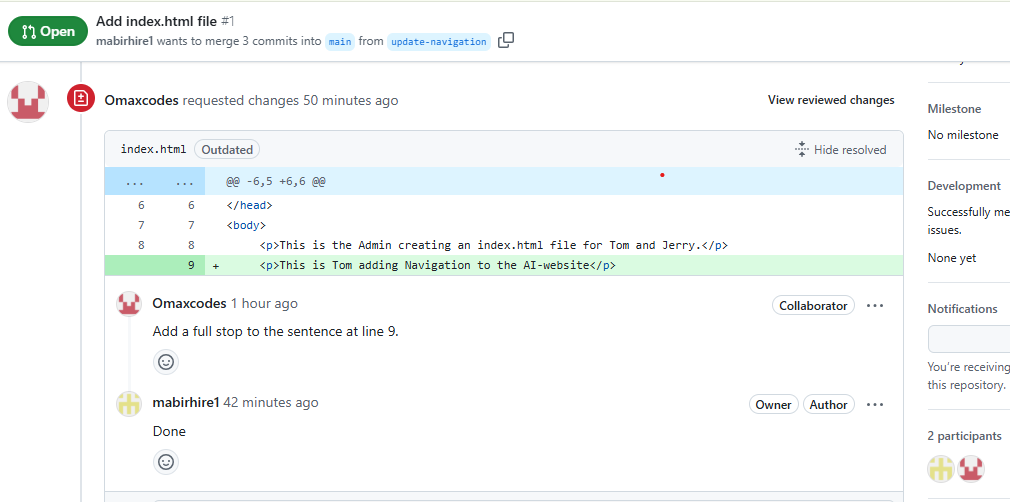 Open
Add index.html file #1
mabirhire1 wants to merge 3 commits into main from update-navigation
Omaxcodes requested changes 50 minutes ago
View reviewed changes
index.html Outdated
Hide resolved
... ... @@ -6,5 +6,6 @@
6 6 </head>
7 7 <body>
8 8 <p>This is the Admin creating an index.html file for Tom and Jerry.</p>
9 + <p>This is Tom adding Navigation to the AI-website</p>
Omaxcodes 1 hour ago
Collaborator ...
Add a full stop to the sentence at line 9.
mabirhire1 42 minutes ago
Owner Author ...
Done
Milestone
No milestone
Development
Successfully me
issues.
None yet
Notifications
You're receiving
this repository.
2 participants